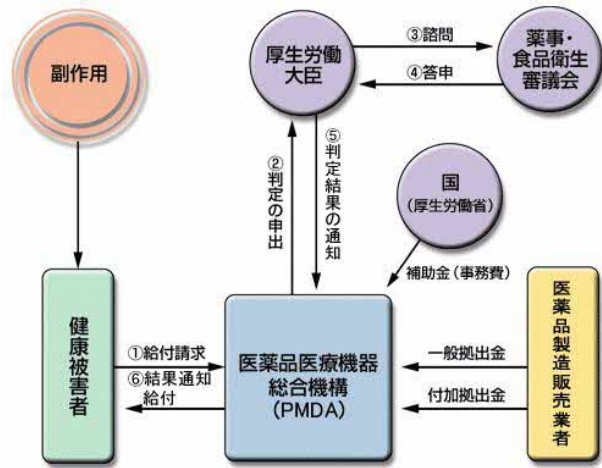 副作用
厚生労働
大臣
③諮問
④答申
薬事・
食品衛生
審議会
②判定の申出
⑤判定結果の通知
国
(厚生労働省)
補助金(事務費)
健康被害者
①給付請求
⑥結果通知
給付
医薬品医療機器
総合機構
(PMDA)
一般拠出金
付加拠出金
医薬品製造販売業者